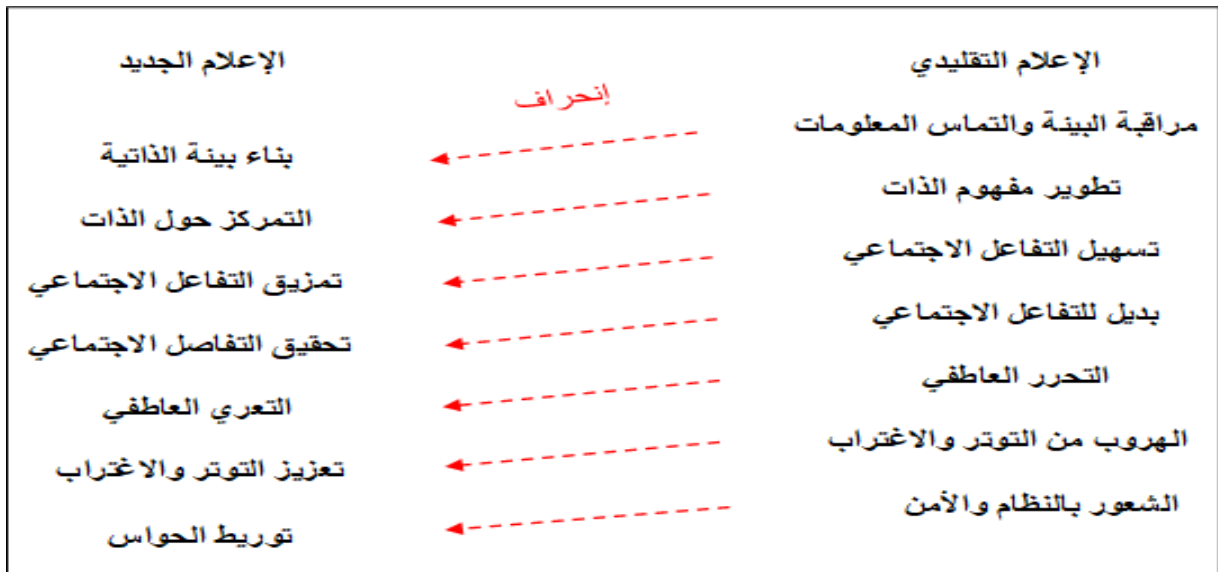 الإعلام التقليدي
الإعلام الجديد
إنحراف
مراقبة البيئة والتماس المعلومات
بناء بيئة الذاتية
تطوير مفهوم الذات
التمركز حول الذات
تسهيل التفاعل الاجتماعي
تمزيق التفاعل الاجتماعي
بديل للتفاعل الاجتماعي
تحقيق التفاصل الاجتماعي
التحرر العاطفي
التعري العاطفي
الهروب من التوتر والاغتراب
تعزيز التوتر والاغتراب
الشعور بالنظام والأمن
توريط الحواس